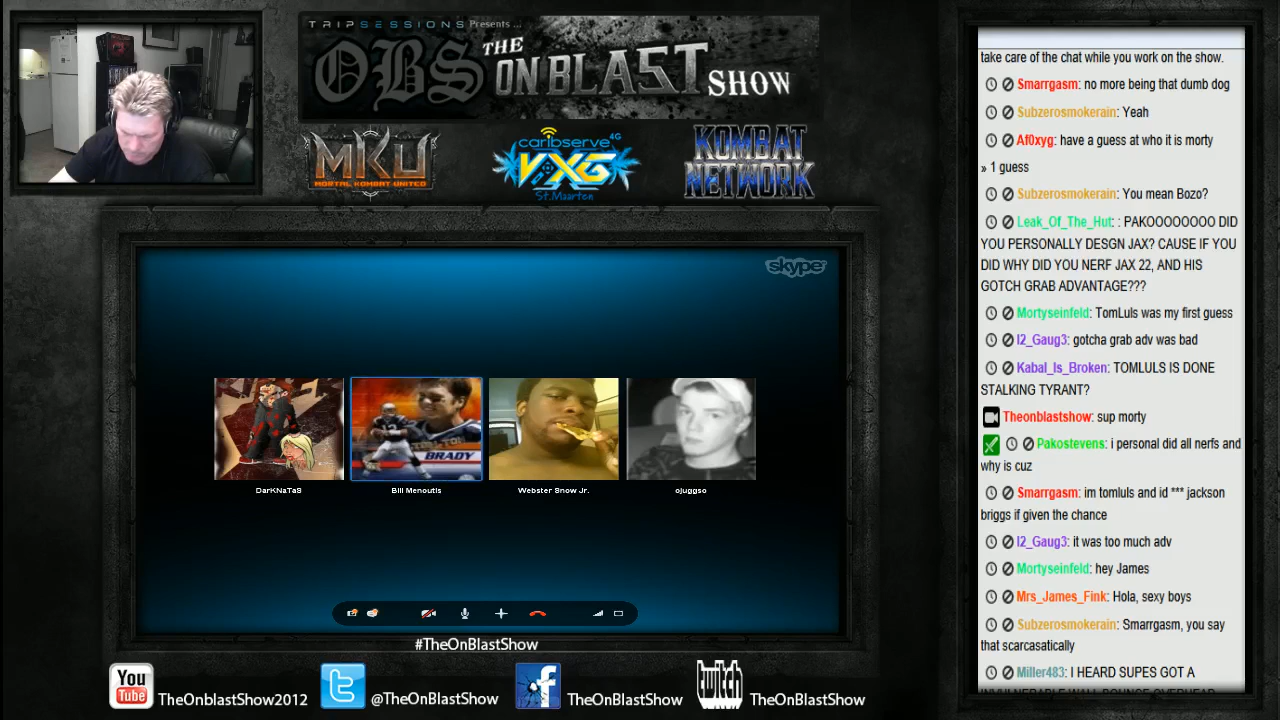 TRIPSESSIONS Presents ...
OBS THE ON BLAST SHOW
MKU
MORTAL KOMBAT UNITED
caribserve 4G
VXG
St.Maarten
KOMBAT
NETWORK
skype
BRADY
DarKNaTaS
Bill Menoutis
Webster Snow Jr.
ojuggso
#TheOnBlastShow
You
Tube
TheOnblastShow2012
@TheOnBlastShow
TheOnBlastShow
twitch
TheOnBlastShow
take care of the chat while you work on the show.
Smarrgasm: no more being that dumb dog
Subzerosmokerain: Yeah
Af0xyg: have a guess at who it is morty
» 1 guess
Subzerosmokerain: You mean Bozo?
Leak_Of_The_Hut: : PAKOOOOOOOO DID
YOU PERSONALLY DESGN JAX? CAUSE IF YOU
DID WHY DID YOU NERF JAX 22, AND HIS
GOTCH GRAB ADVANTAGE???
Mortyseinfeld: TomLuls was my first guess
I2_Gaug3: gotcha grab adv was bad
Kabal_Is_Broken: TOMLULS IS DONE
STALKING TYRANT?
Theonblastshow: sup morty
Pakostevens: i personal did all nerfs and
why is cuz
Smarrgasm: im tomluls and id *** jackson
briggs if given the chance
I2_Gaug3: it was too much adv
Mortyseinfeld: hey James
Mrs_James_Fink: Hola, sexy boys
Subzerosmokerain: Smarrgasm, you say
that scarcasatically
Miller483: I HEARD SUPES GOT A